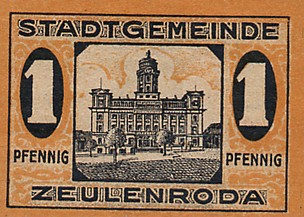 STADTGEMEINDE
1 1
PFENNIG PFENNIG
ZEULENRODA